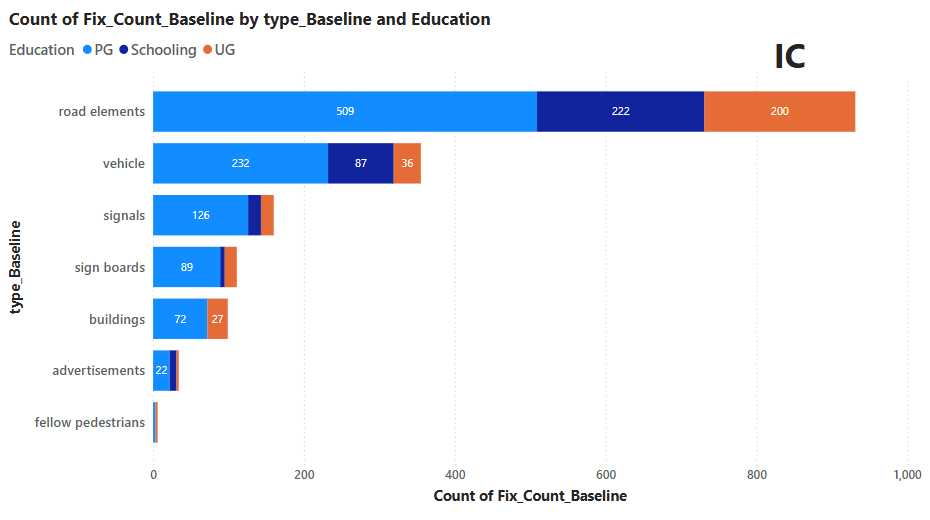 Count of Fix_Count_Baseline by type_Baseline and Education
Education PG Schooling UG
IC
road elements 509 222 200
vehicle 232 87 36
signals 126
sign boards 89
buildings 72 27
advertisements 22
fellow pedestrians
type_Baseline
0 200 400 600 800 1,000
Count of Fix_Count_Baseline